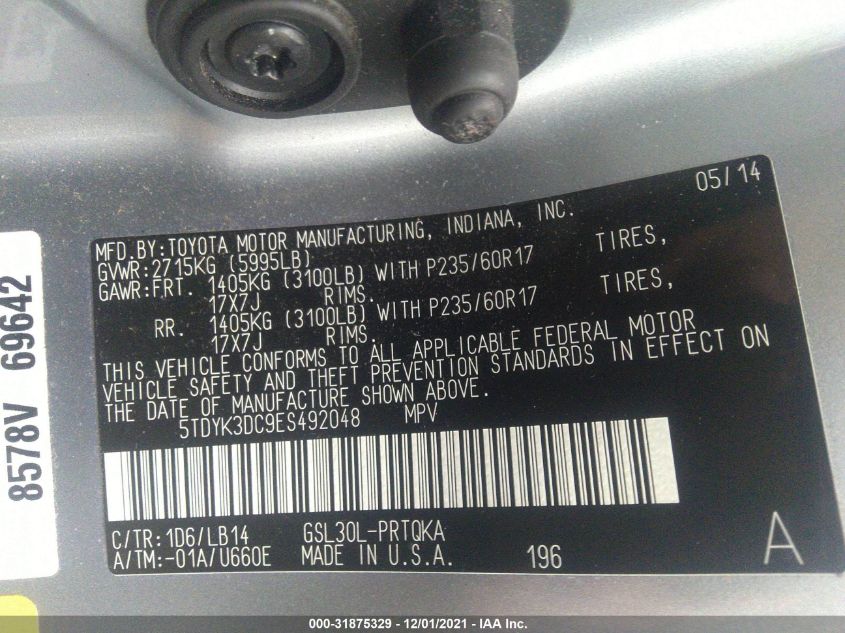 05/14
MFD.BY:TOYOTA MOTOR MANUFACTURING, INDIANA, INC.
GVWR:2715KG (5995LB)
GAWR:FRT. 1405KG (3100LB) WITH P235/60R17 TIRES,
17X7J RIMS.
RR. 1405KG (3100LB) WITH P235/60R17 TIRES,
17X7J RIMS.
THIS VEHICLE CONFORMS TO ALL APPLICABLE FEDERAL MOTOR
VEHICLE SAFETY AND THEFT PREVENTION STANDARDS IN EFFECT ON
THE DATE OF MANUFACTURE SHOWN ABOVE.
5TDYK3DC9ES492048 MPV
C/TR:1D6/LB14 GSL30L-PRTQKA
A/TM:-01A/U660E MADE IN U.S.A. 196 A
8578V 69642
000-31875329 - 12/01/2021 - IAA Inc.